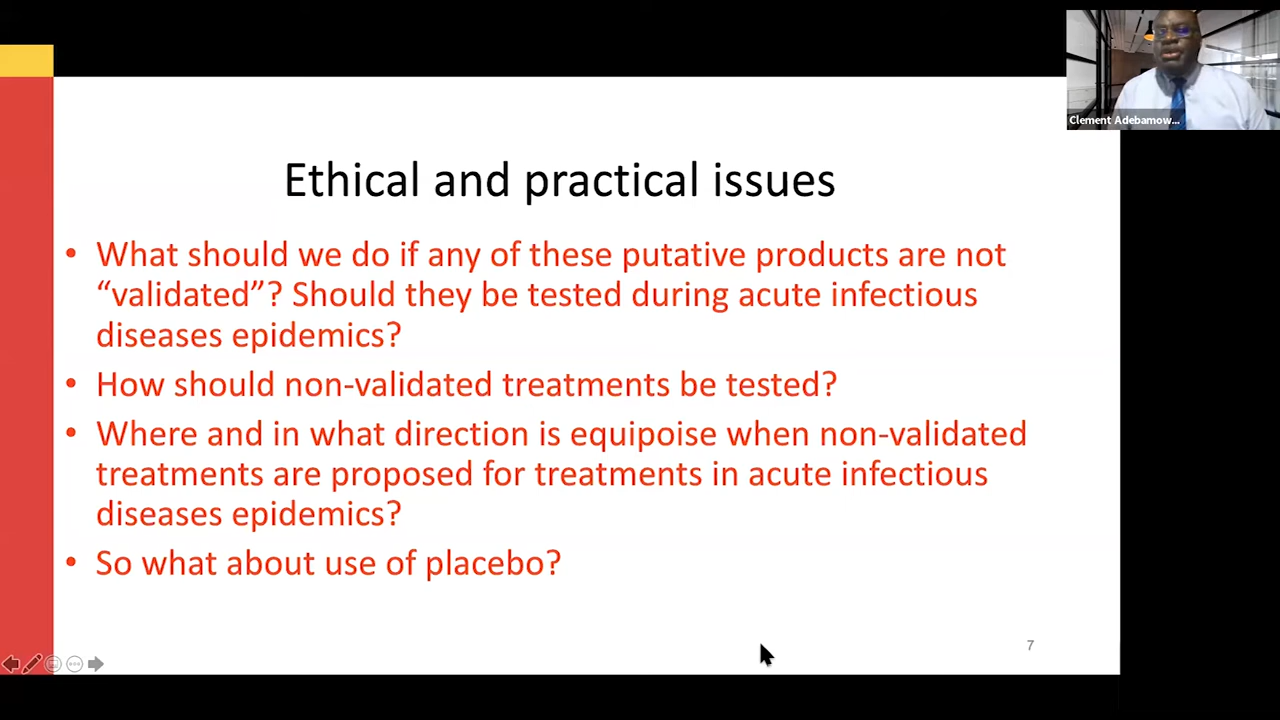 Clement Adebamow...
Ethical and practical issues
• What should we do if any of these putative products are not
“validated”? Should they be tested during acute infectious
diseases epidemics?
• How should non-validated treatments be tested?
• Where and in what direction is equipoise when non-validated
treatments are proposed for treatments in acute infectious
diseases epidemics?
• So what about use of placebo?
7